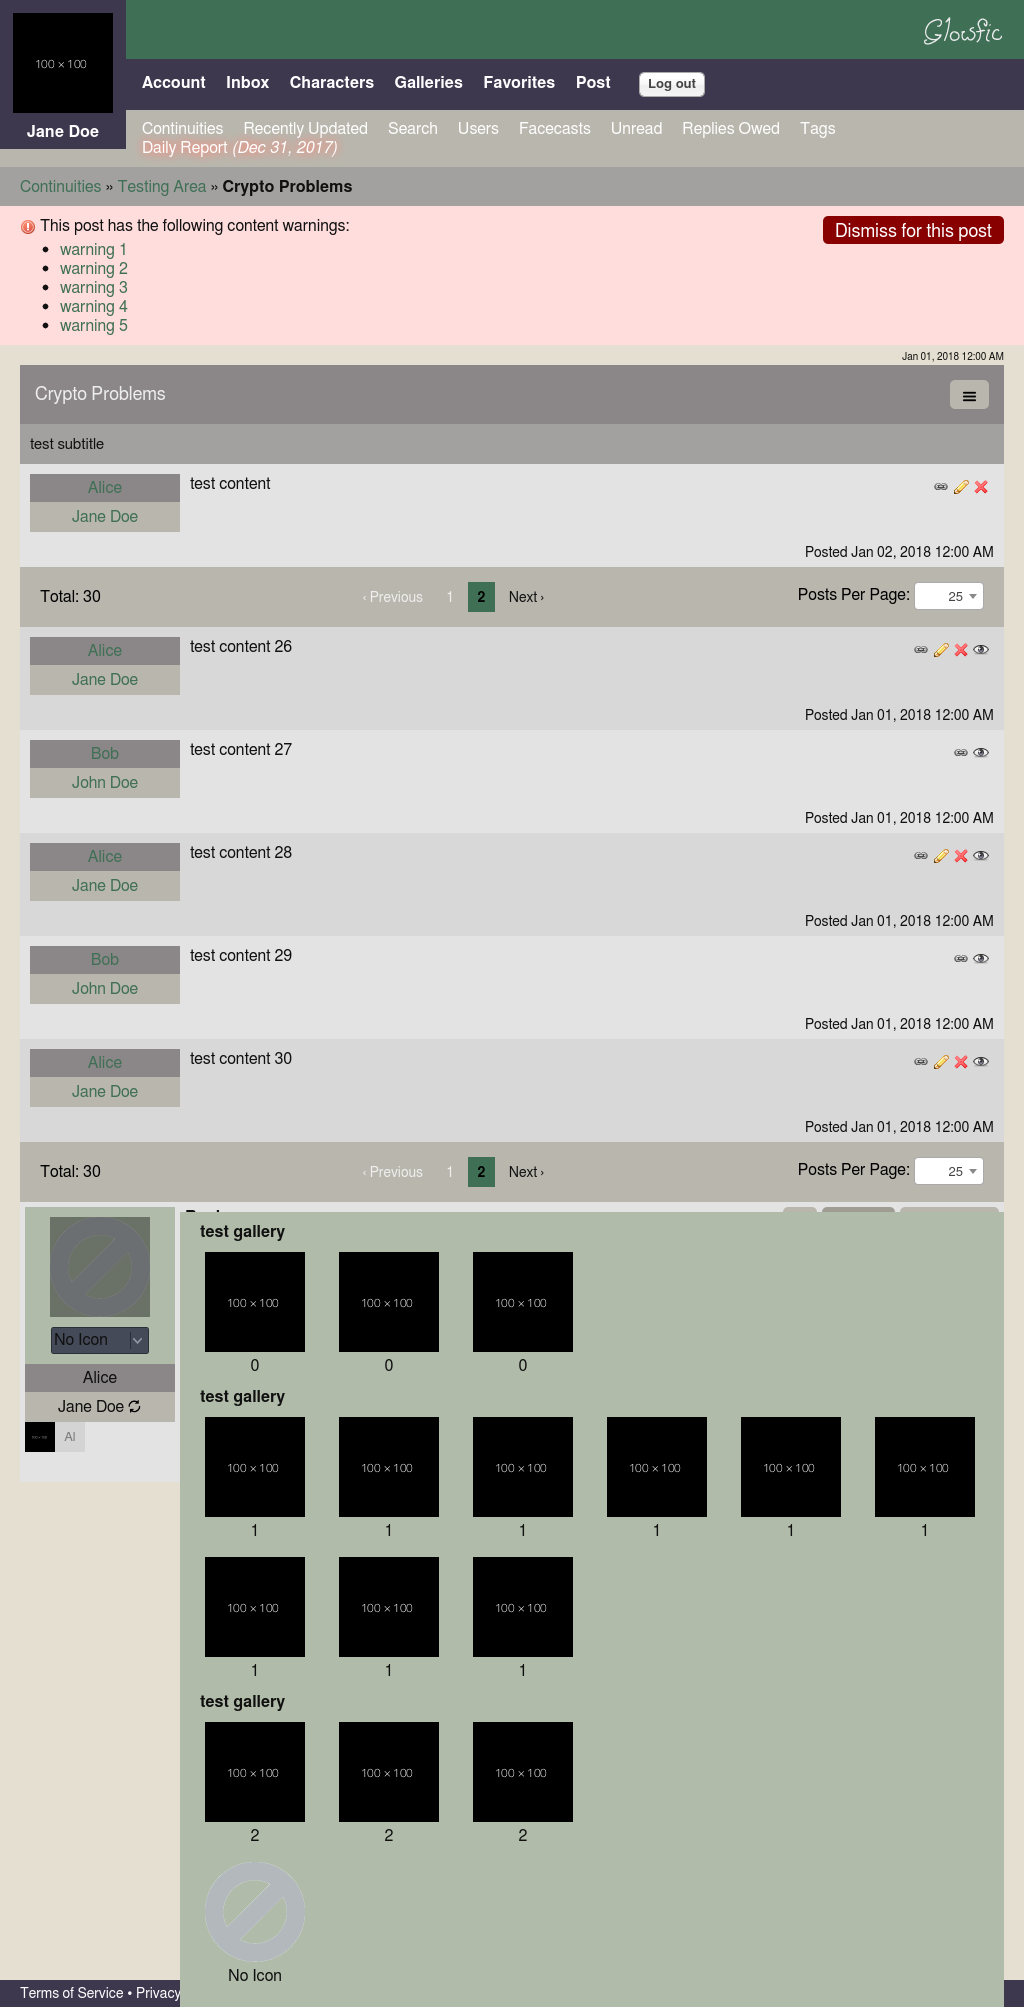 100 × 100
Glowfic
Account Inbox Characters Galleries Favorites Post Log out
Jane Doe
Continuities Recently Updated Search Users Facecasts Unread Replies Owed Tags
Daily Report (Dec 31, 2017)
Continuities » Testing Area » Crypto Problems
This post has the following content warnings:
Dismiss for this post
• warning 1
• warning 2
• warning 3
• warning 4
• warning 5
Jan 01, 2018 12:00 AM
Crypto Problems
test subtitle
Alice
test content
Jane Doe
Posted Jan 02, 2018 12:00 AM
Total: 30 ‹ Previous 1 2 Next › Posts Per Page: 25
Alice
test content 26
Jane Doe
Posted Jan 01, 2018 12:00 AM
Bob
test content 27
John Doe
Posted Jan 01, 2018 12:00 AM
Alice
test content 28
Jane Doe
Posted Jan 01, 2018 12:00 AM
Bob
test content 29
John Doe
Posted Jan 01, 2018 12:00 AM
Alice
test content 30
Jane Doe
Posted Jan 01, 2018 12:00 AM
Total: 30 ‹ Previous 1 2 Next › Posts Per Page: 25
No Icon
Alice
Jane Doe
100 × 100 Al
test gallery
100 × 100 100 × 100 100 × 100
0 0 0
test gallery
100 × 100 100 × 100 100 × 100 100 × 100 100 × 100 100 × 100
1 1 1 1 1 1
100 × 100 100 × 100 100 × 100
1 1 1
test gallery
100 × 100 100 × 100 100 × 100
2 2 2
No Icon
Terms of Service • Privacy